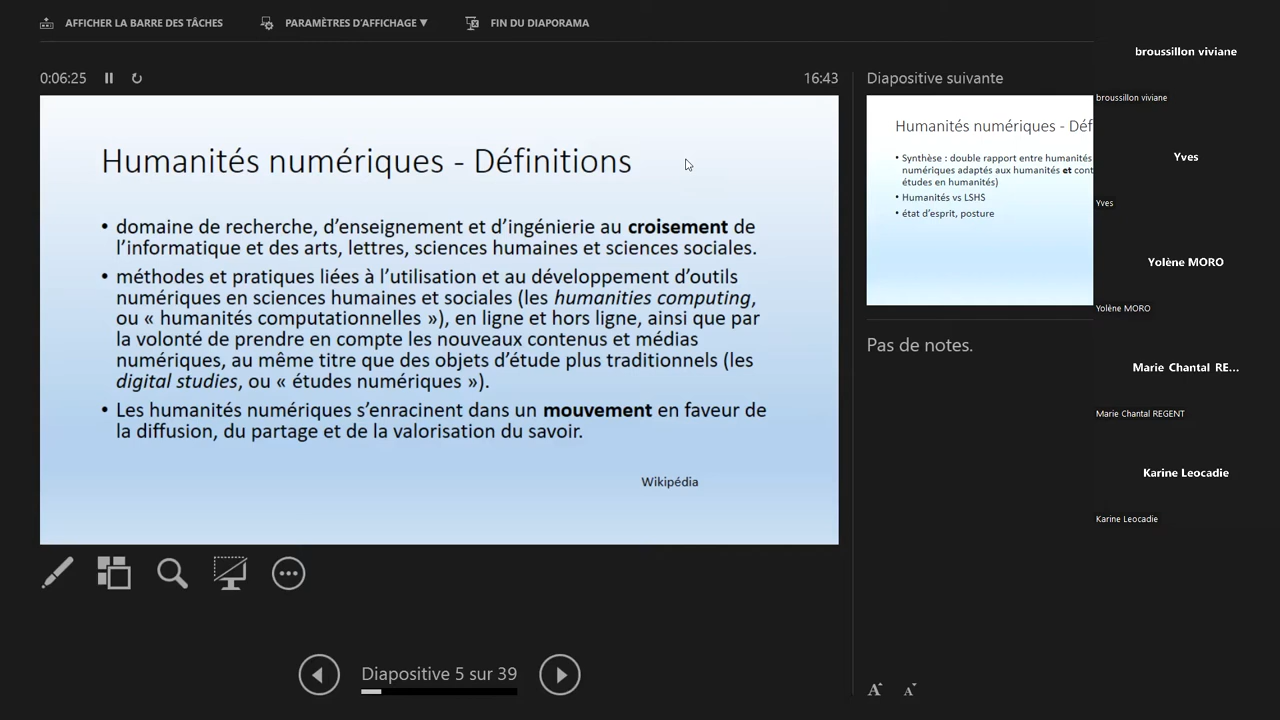 AFFICHER LA BARRE DES TÂCHES
PARAMÈTRES D'AFFICHAGE ▼
FIN DU DIAPORAMA
0:06:25
16:43
Humanités numériques - Définitions
• domaine de recherche, d’enseignement et d’ingénierie au croisement de
l’informatique et des arts, lettres, sciences humaines et sciences sociales.
• méthodes et pratiques liées à l’utilisation et au développement d’outils
numériques en sciences humaines et sociales (les humanities computing,
ou « humanités computationnelles »), en ligne et hors ligne, ainsi que par
la volonté de prendre en compte les nouveaux contenus et médias
numériques, au même titre que des objets d’étude plus traditionnels (les
digital studies, ou « études numériques »).
• Les humanités numériques s’enracinent dans un mouvement en faveur de
la diffusion, du partage et de la valorisation du savoir.
Wikipédia
Diapositive 5 sur 39
Diapositive suivante
Humanités numériques - Déf
• Synthèse : double rapport entre humanités
numériques adaptés aux humanités et cont
études en humanités)
• Humanités vs LSHS
• état d’esprit, posture
Pas de notes.
A A
broussillon viviane
broussillon viviane
Yves
Yves
Yolène MORO
Yolène MORO
Marie Chantal RE...
Marie Chantal REGENT
Karine Leocadie
Karine Leocadie